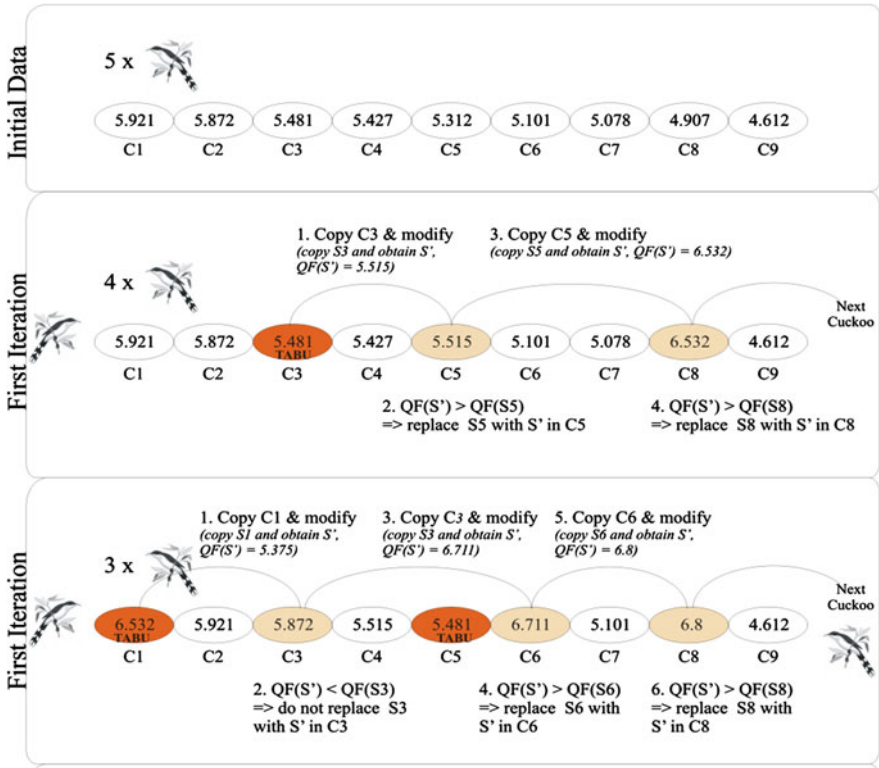 Initial Data
5 x
5.921 5.872 5.481 5.427 5.312 5.101 5.078 4.907 4.612
C1 C2 C3 C4 C5 C6 C7 C8 C9
First Iteration
1. Copy C3 & modify
(copy S3 and obtain S',
QF(S') = 5.515)
3. Copy C5 & modify
(copy S5 and obtain S', QF(S') = 6.532)
4 x
Next
Cuckoo
5.921 5.872 5.481 5.427 5.515 5.101 5.078 6.532 4.612
TABU
C1 C2 C3 C4 C5 C6 C7 C8 C9
2. QF(S') > QF(S5)
=> replace S5 with S' in C5
4. QF(S') > QF(S8)
=> replace S8 with S' in C8
First Iteration
1. Copy C1 & modify
(copy S1 and obtain S',
QF(S') = 5.375)
3. Copy C3 & modify
(copy S3 and obtain S',
QF(S') = 6.711)
5. Copy C6 & modify
(copy S6 and obtain S',
QF(S') = 6.8)
3 x
Next
Cuckoo
6.532 5.921 5.872 5.515 5.481 6.711 5.101 6.8 4.612
TABU TABU
C1 C2 C3 C4 C5 C6 C7 C8 C9
2. QF(S') < QF(S3)
=> do not replace S3
with S' in C3
4. QF(S') > QF(S6)
=> replace S6 with
S' in C6
6. QF(S') > QF(S8)
=> replace S8 with
S' in C8